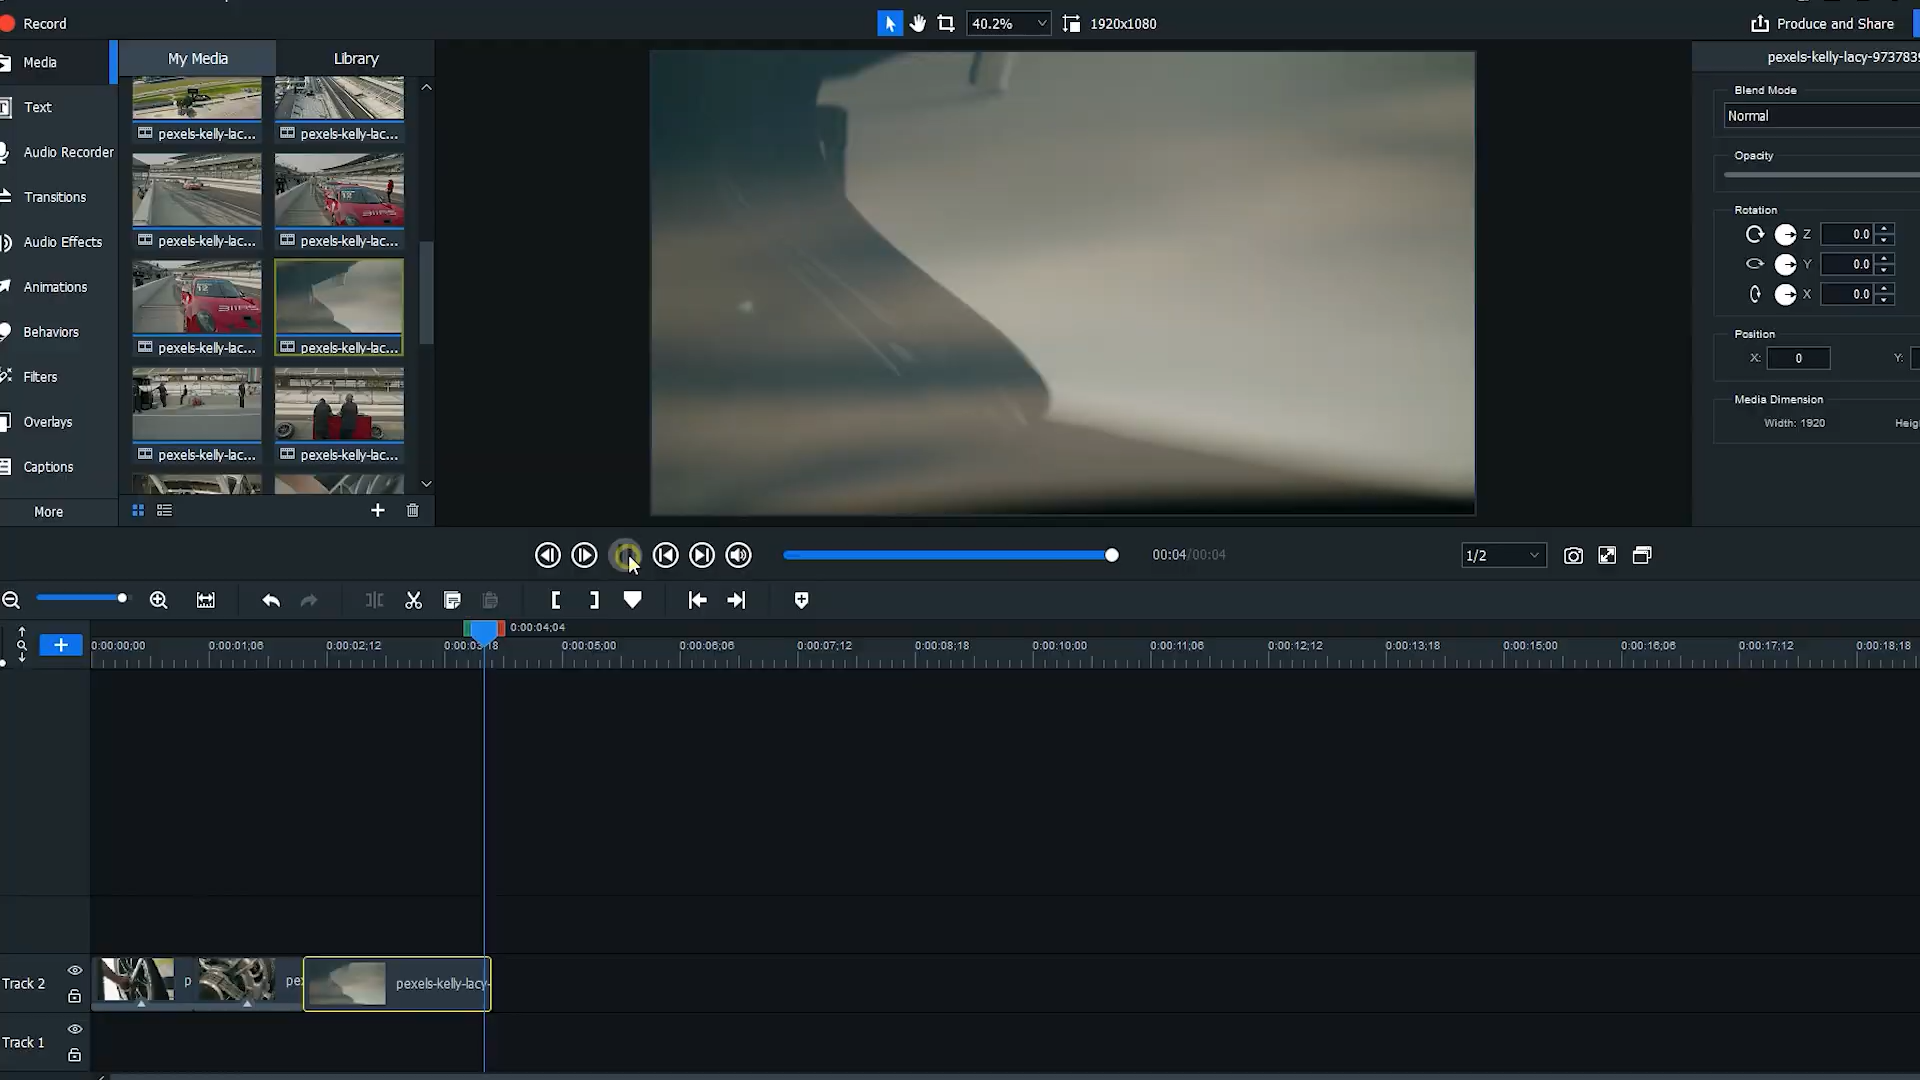 Record
40.2%
1920x1080
Produce and Share
Media
My Media
Library
pexels-kelly-lacy-973783
Text
Audio Recorder
Transitions
Audio Effects
Animations
Behaviors
Filters
Overlays
Captions
More
pexels-kelly-lac...
pexels-kelly-lac...
pexels-kelly-lac...
pexels-kelly-lac...
pexels-kelly-lac...
pexels-kelly-lac...
pexels-kelly-lac...
pexels-kelly-lac...
Blend Mode
Normal
Opacity
Rotation
Z 0.0
Y 0.0
X 0.0
Position
X: 0 Y:
Media Dimension
Width: 1920 Heig
00:04/00:04
1/2
0:00:04;04
0:00:00;00 0:00:01;06 0:00:02;12 0:00:03;18 0:00:05;00 0:00:06;06 0:00:07;12 0:00:08;18 0:00:10;00 0:00:11;06 0:00:12;12 0:00:13;18 0:00:15;00 0:00:16;06 0:00:17;12 0:00:18;18
Track 2
p
pex
pexels-kelly-lacy-
Track 1